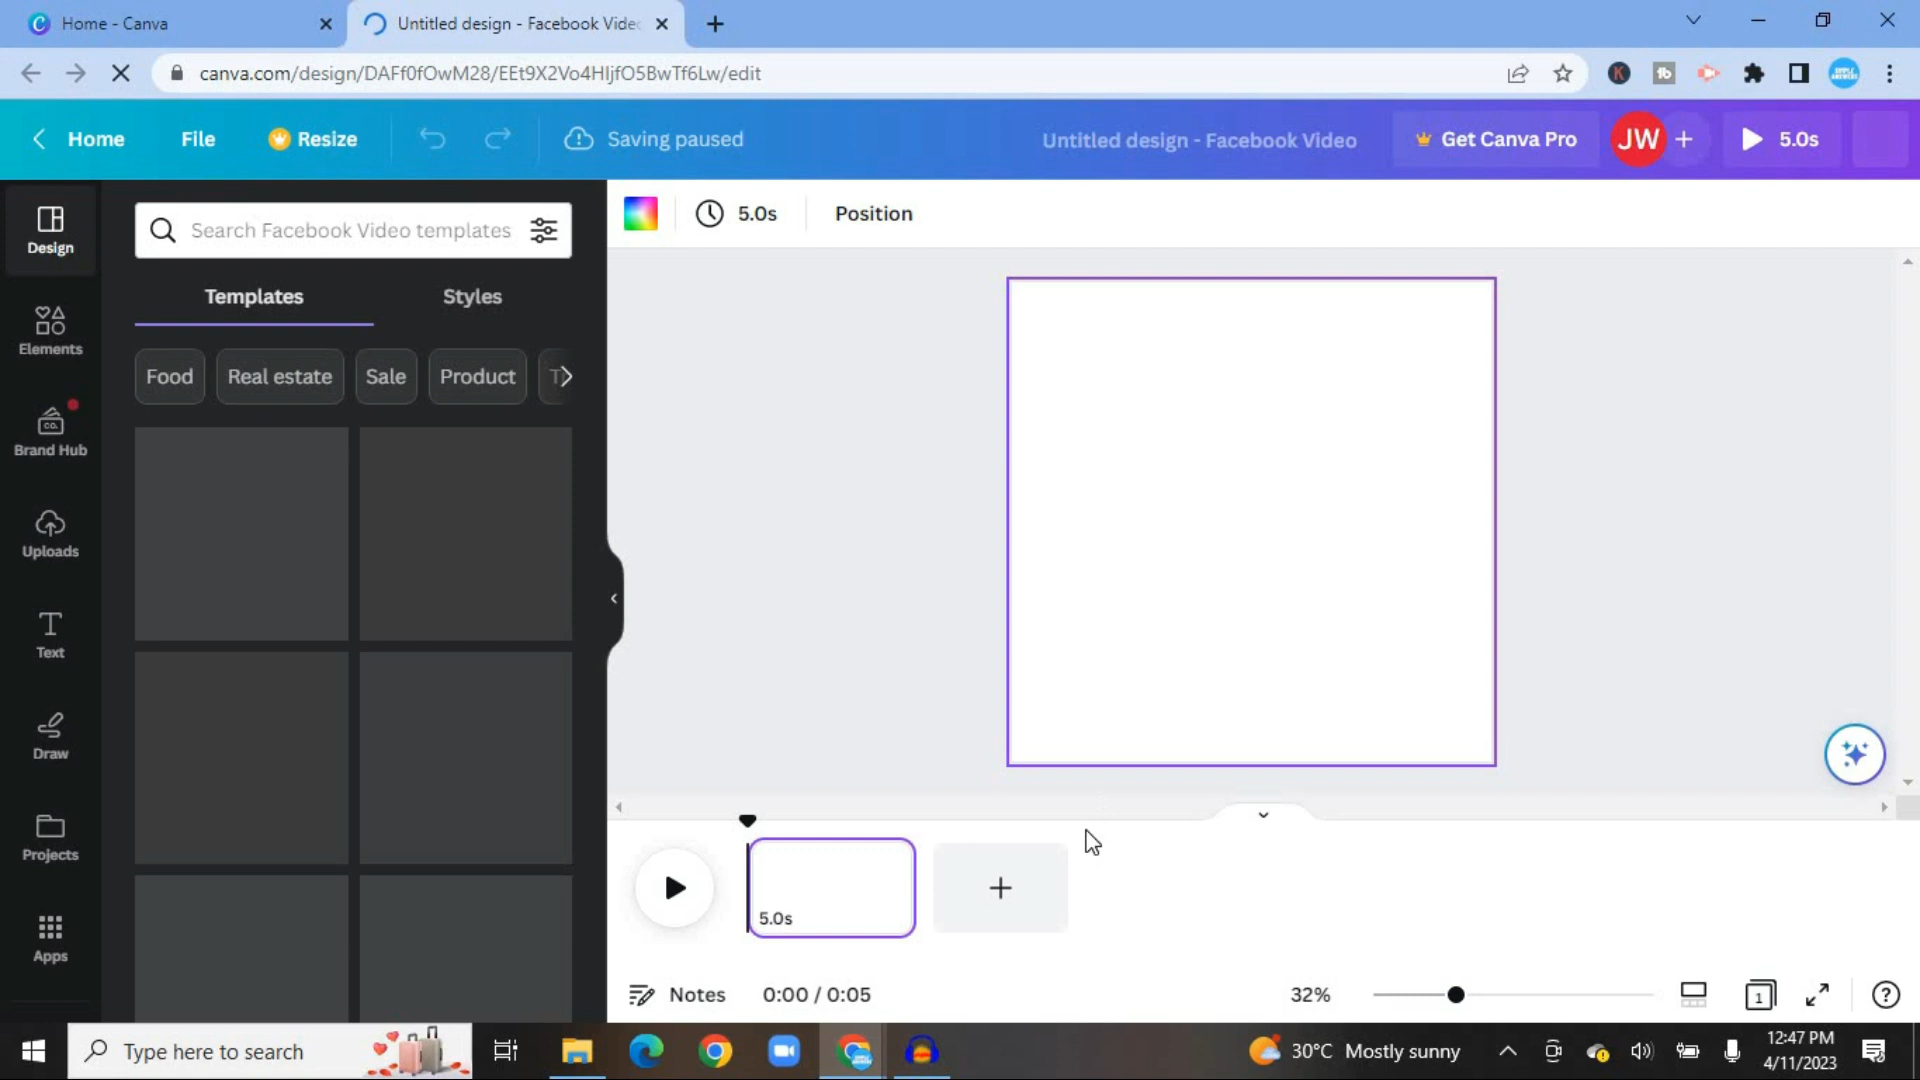 Home - Canva
Untitled design - Facebook Vide
canva.com/design/DAFf0fOwM28/EEt9X2Vo4HljfO5BwTf6Lw/edit
Home
File
Resize
Saving paused
Untitled design - Facebook Video
Get Canva Pro
JW
5.0s
Design
Search Facebook Video templates
5.0s
Position
Templates
Styles
Elements
Food
Real estate
Sale
Product
T
Brand Hub
CO.
Uploads
Text
Draw
Projects
Apps
5.0s
Notes
0:00 / 0:05
32%
1
Type here to search
30°C Mostly sunny
12:47 PM
4/11/2023